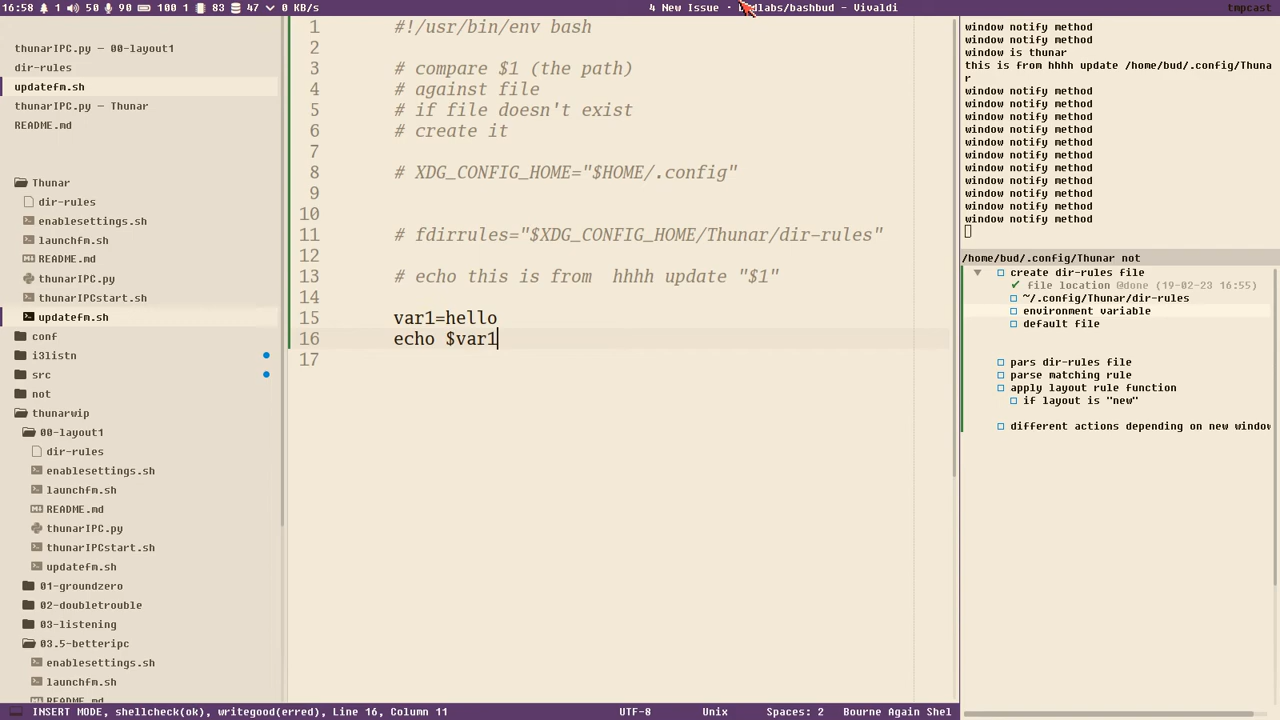 16:58 1 50 90 100 1 83 47 0 KB/s
4 New Issue · budlabs/bashbud – Vivaldi
tmpcast
thunarIPC.py — 00-layout1
dir-rules
updatefm.sh
thunarIPC.py — Thunar
README.md
Thunar
dir-rules
enablesettings.sh
launchfm.sh
README.md
thunarIPC.py
thunarIPCstart.sh
updatefm.sh
conf
i3listn
src
not
thunarwip
00-layout1
dir-rules
enablesettings.sh
launchfm.sh
README.md
thunarIPC.py
thunarIPCstart.sh
updatefm.sh
01-groundzero
02-doubletrouble
03-listening
03.5-betteripc
enablesettings.sh
launchfm.sh
README.md
1 #!/usr/bin/env bash
2
3 # compare $1 (the path)
4 # against file
5 # if file doesn't exist
6 # create it
7
8 # XDG_CONFIG_HOME="$HOME/.config"
9
10
11 # fdirrules="$XDG_CONFIG_HOME/Thunar/dir-rules"
12
13 # echo this is from  hhhh update "$1"
14
15 var1=hello
16 echo $var1
17
window notify method
window notify method
window is thunar
this is from hhhh update /home/bud/.config/Thuna
r
window notify method
window notify method
window notify method
window notify method
window notify method
window notify method
window notify method
window notify method
window notify method
window notify method
window notify method
/home/bud/.config/Thunar not
create dir-rules file
✓ file location @done (19-02-23 16:55)
~/.config/Thunar/dir-rules
environment variable
default file
pars dir-rules file
parse matching rule
apply layout rule function
if layout is "new"
different actions depending on new window
INSERT MODE, shellcheck(ok), writegood(erred), Line 16, Column 11
UTF-8 Unix Spaces: 2 Bourne Again Shel